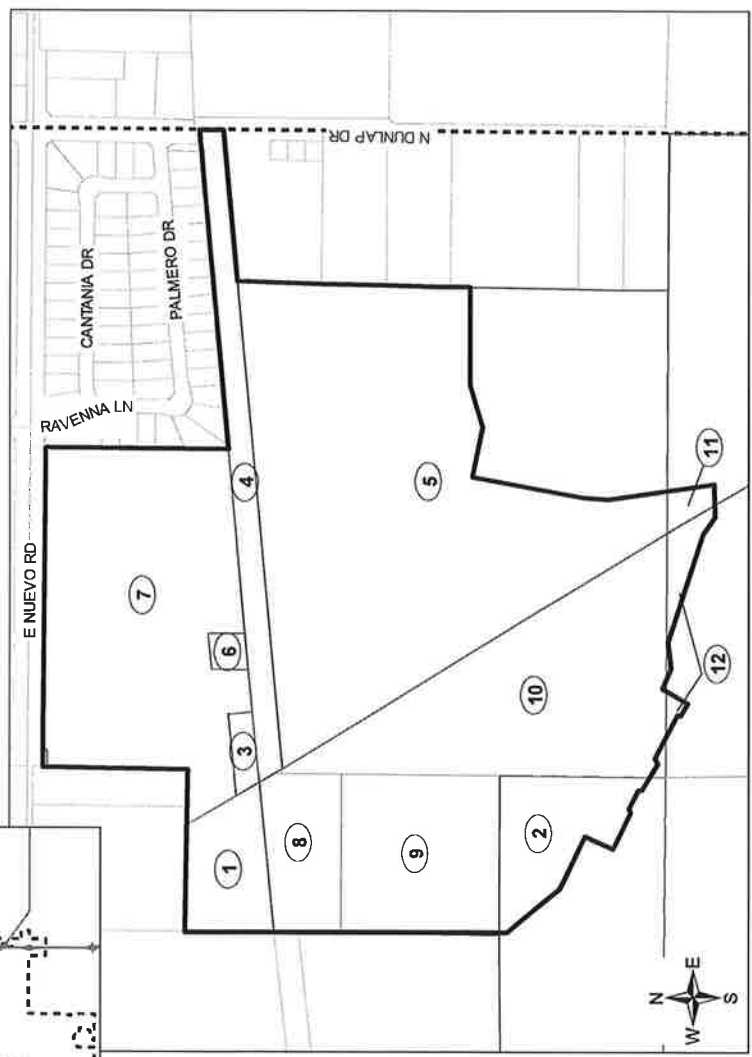 E NUEVO RD
RAVENNA LN
CANTANIA DR
PALMERO DR
N DUNLAP DR
7
6
3
4
1
8
5
9
10
2
11
12
N
W
E
S